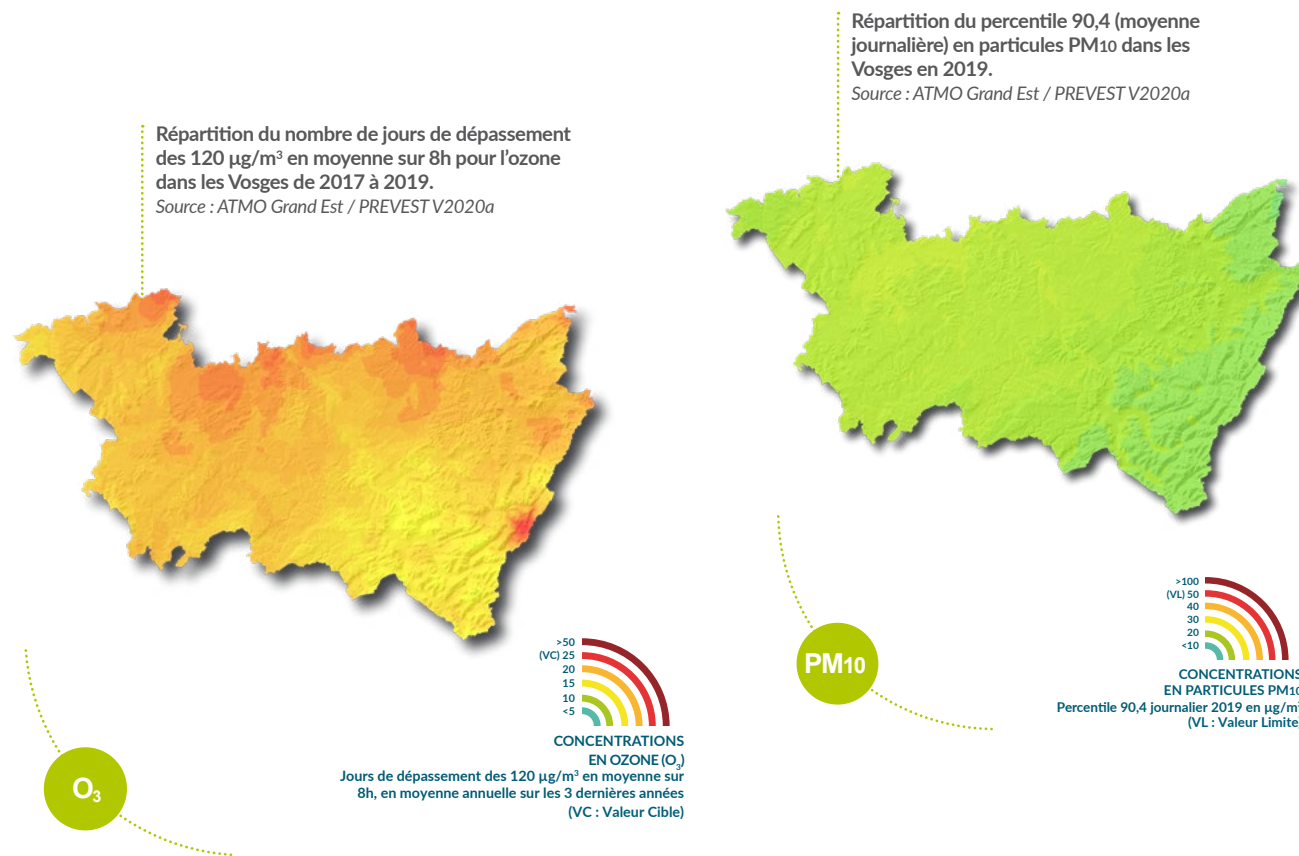 Répartition du nombre de jours de dépassement
des 120 µg/m³ en moyenne sur 8h pour l'ozone
dans les Vosges de 2017 à 2019.
Source : ATMO Grand Est / PREVEST V2020a
>50
(VC) 25
20
15
10
<5
CONCENTRATIONS
EN OZONE (O₃)
Jours de dépassement des 120 µg/m³ en moyenne sur
8h, en moyenne annuelle sur les 3 dernières années
(VC : Valeur Cible)
O₃
Répartition du percentile 90,4 (moyenne
journalière) en particules PM10 dans les
Vosges en 2019.
Source : ATMO Grand Est / PREVEST V2020a
>100
(VL) 50
40
30
20
<10
CONCENTRATIONS
EN PARTICULES PM10
Percentile 90,4 journalier 2019 en µg/m³
(VL : Valeur Limite)
PM10